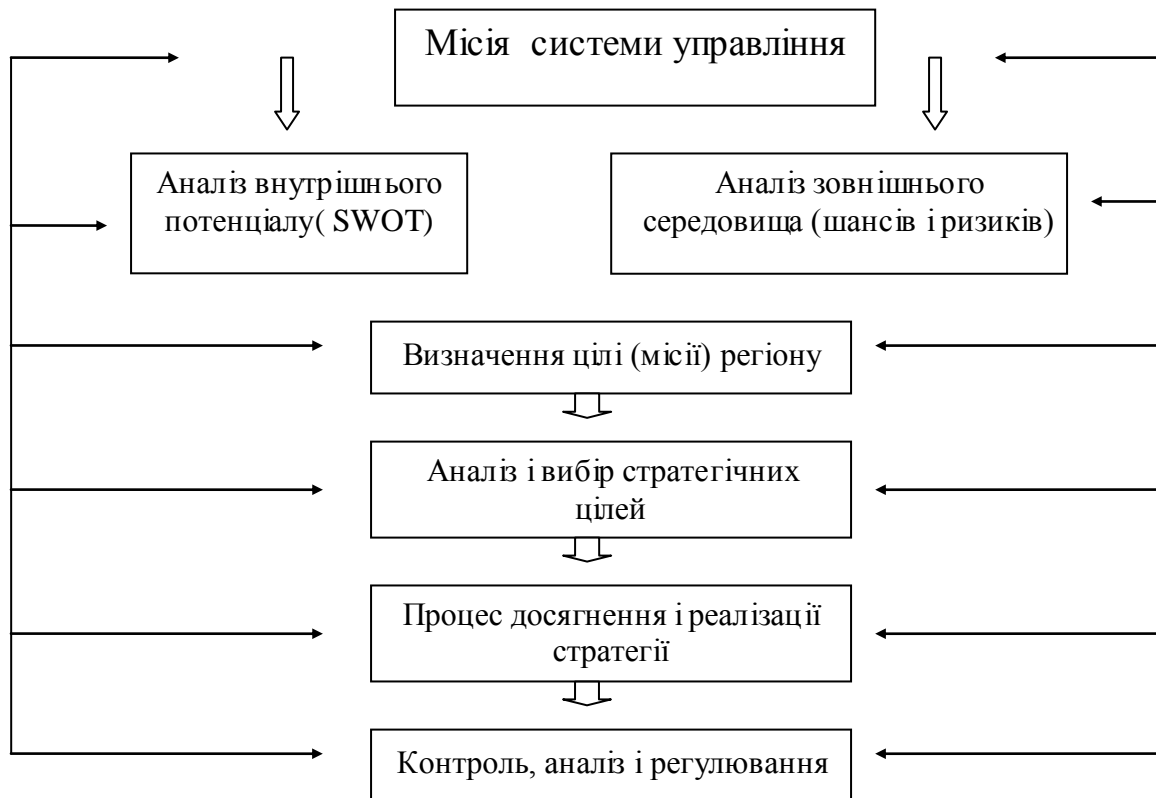 Місія системи управління
Аналіз внутрішнього
потенціалу( SWOT)
Аналіз зовнішнього
середовища (шансів і ризиків)
Визначення цілі (місії) регіону
Аналіз і вибір стратегічних
цілей
Процес досягнення і реалізації
стратегії
Контроль, аналіз і регулювання